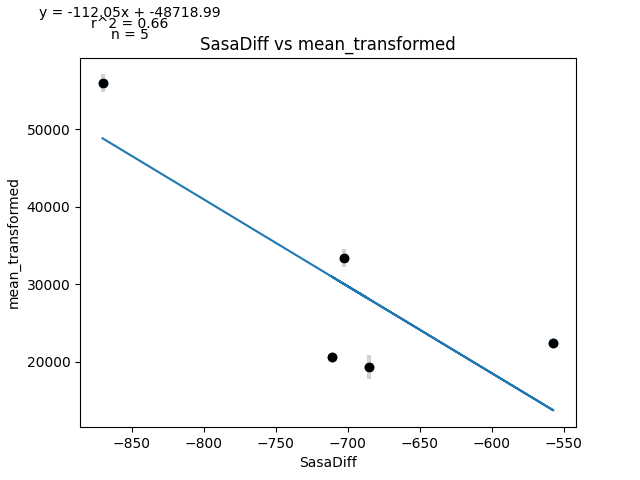 y = -112.05x + -48718.99
r^2 = 0.66
n = 5
SasaDiff vs mean_transformed
mean_transformed
50000
40000
30000
20000
−850
−800
−750
−700
−650
−600
−550
SasaDiff